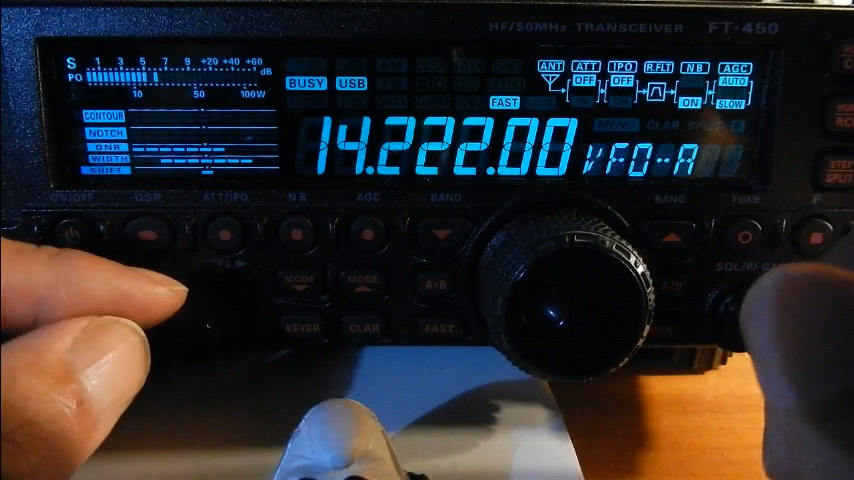 HF/50MHz TRANSCEIVER FT-450
S 1 3 5 7 9 +20 +40 +60 dB
PO
10 50 100W
BUSY USB
FAST
ANT ATT IPO R.FLT NB AGC
OFF OFF AUTO
ON SLOW
CONTOUR
NOTCH
DNR
WIDTH
SHIFT
MENU CLAR SPLIT F
14.222.00 VFO-A
ON/OFF DSP ATT/IPO NB AGC BAND BAND TUNE F
STEP
SPLIT
MODE MODE A=B A/B
SQL/RF GAIN
KEYER CLAR FAST